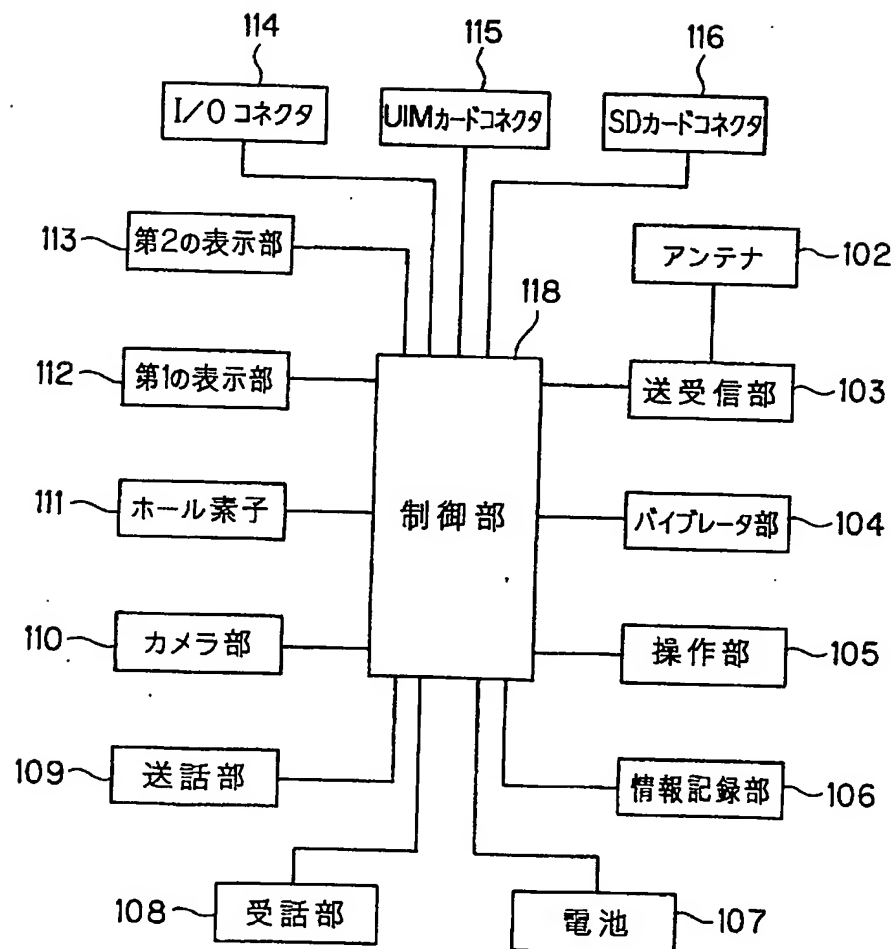 114
115
116
I/O コネクタ
UIMカードコネクタ
SDカードコネクタ
113
第2の表示部
アンテナ
102
118
112
第1の表示部
送受信部
103
111
ホール素子
制御部
バイブレータ部
104
110
カメラ部
操作部
105
109
送話部
情報記録部
106
108
受話部
電池
107